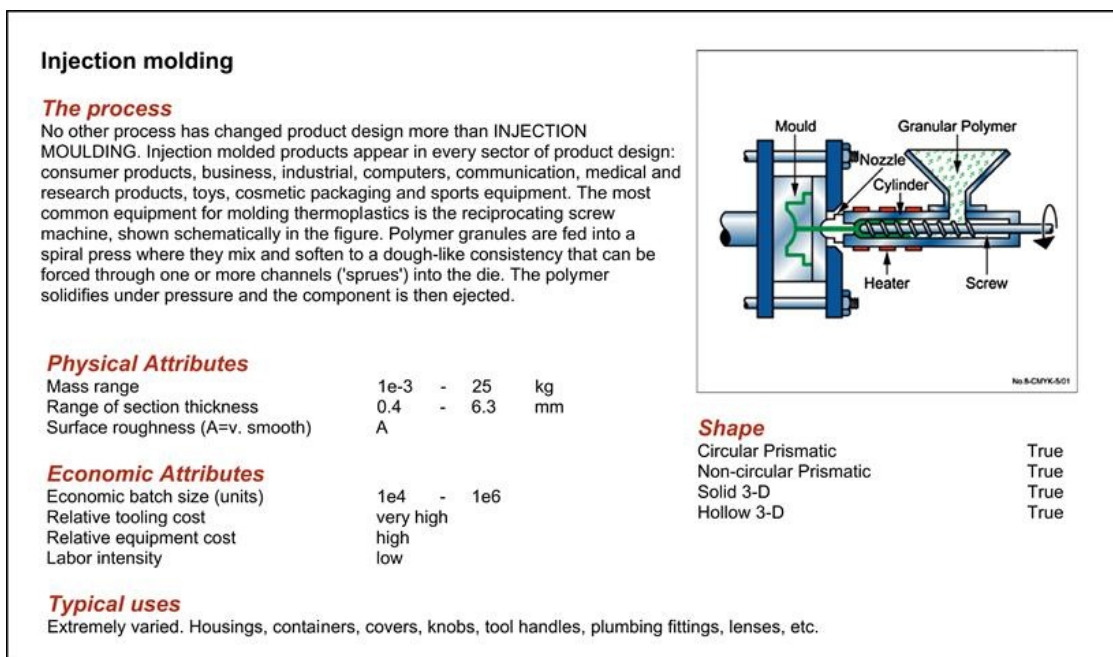 Injection molding
The process
No other process has changed product design more than INJECTION
MOULDING. Injection molded products appear in every sector of product design:
consumer products, business, industrial, computers, communication, medical and
research products, toys, cosmetic packaging and sports equipment. The most
common equipment for molding thermoplastics is the reciprocating screw
machine, shown schematically in the figure. Polymer granules are fed into a
spiral press where they mix and soften to a dough-like consistency that can be
forced through one or more channels ('sprues') into the die. The polymer
solidifies under pressure and the component is then ejected.
Mould
Granular Polymer
Nozzle
Cylinder
Heater
Screw
No.8-CMYK-5/01
Physical Attributes
Mass range 1e-3 - 25 kg
Range of section thickness 0.4 - 6.3 mm
Surface roughness (A=v. smooth) A
Economic Attributes
Economic batch size (units) 1e4 - 1e6
Relative tooling cost very high
Relative equipment cost high
Labor intensity low
Shape
Circular Prismatic True
Non-circular Prismatic True
Solid 3-D True
Hollow 3-D True
Typical uses
Extremely varied. Housings, containers, covers, knobs, tool handles, plumbing fittings, lenses, etc.